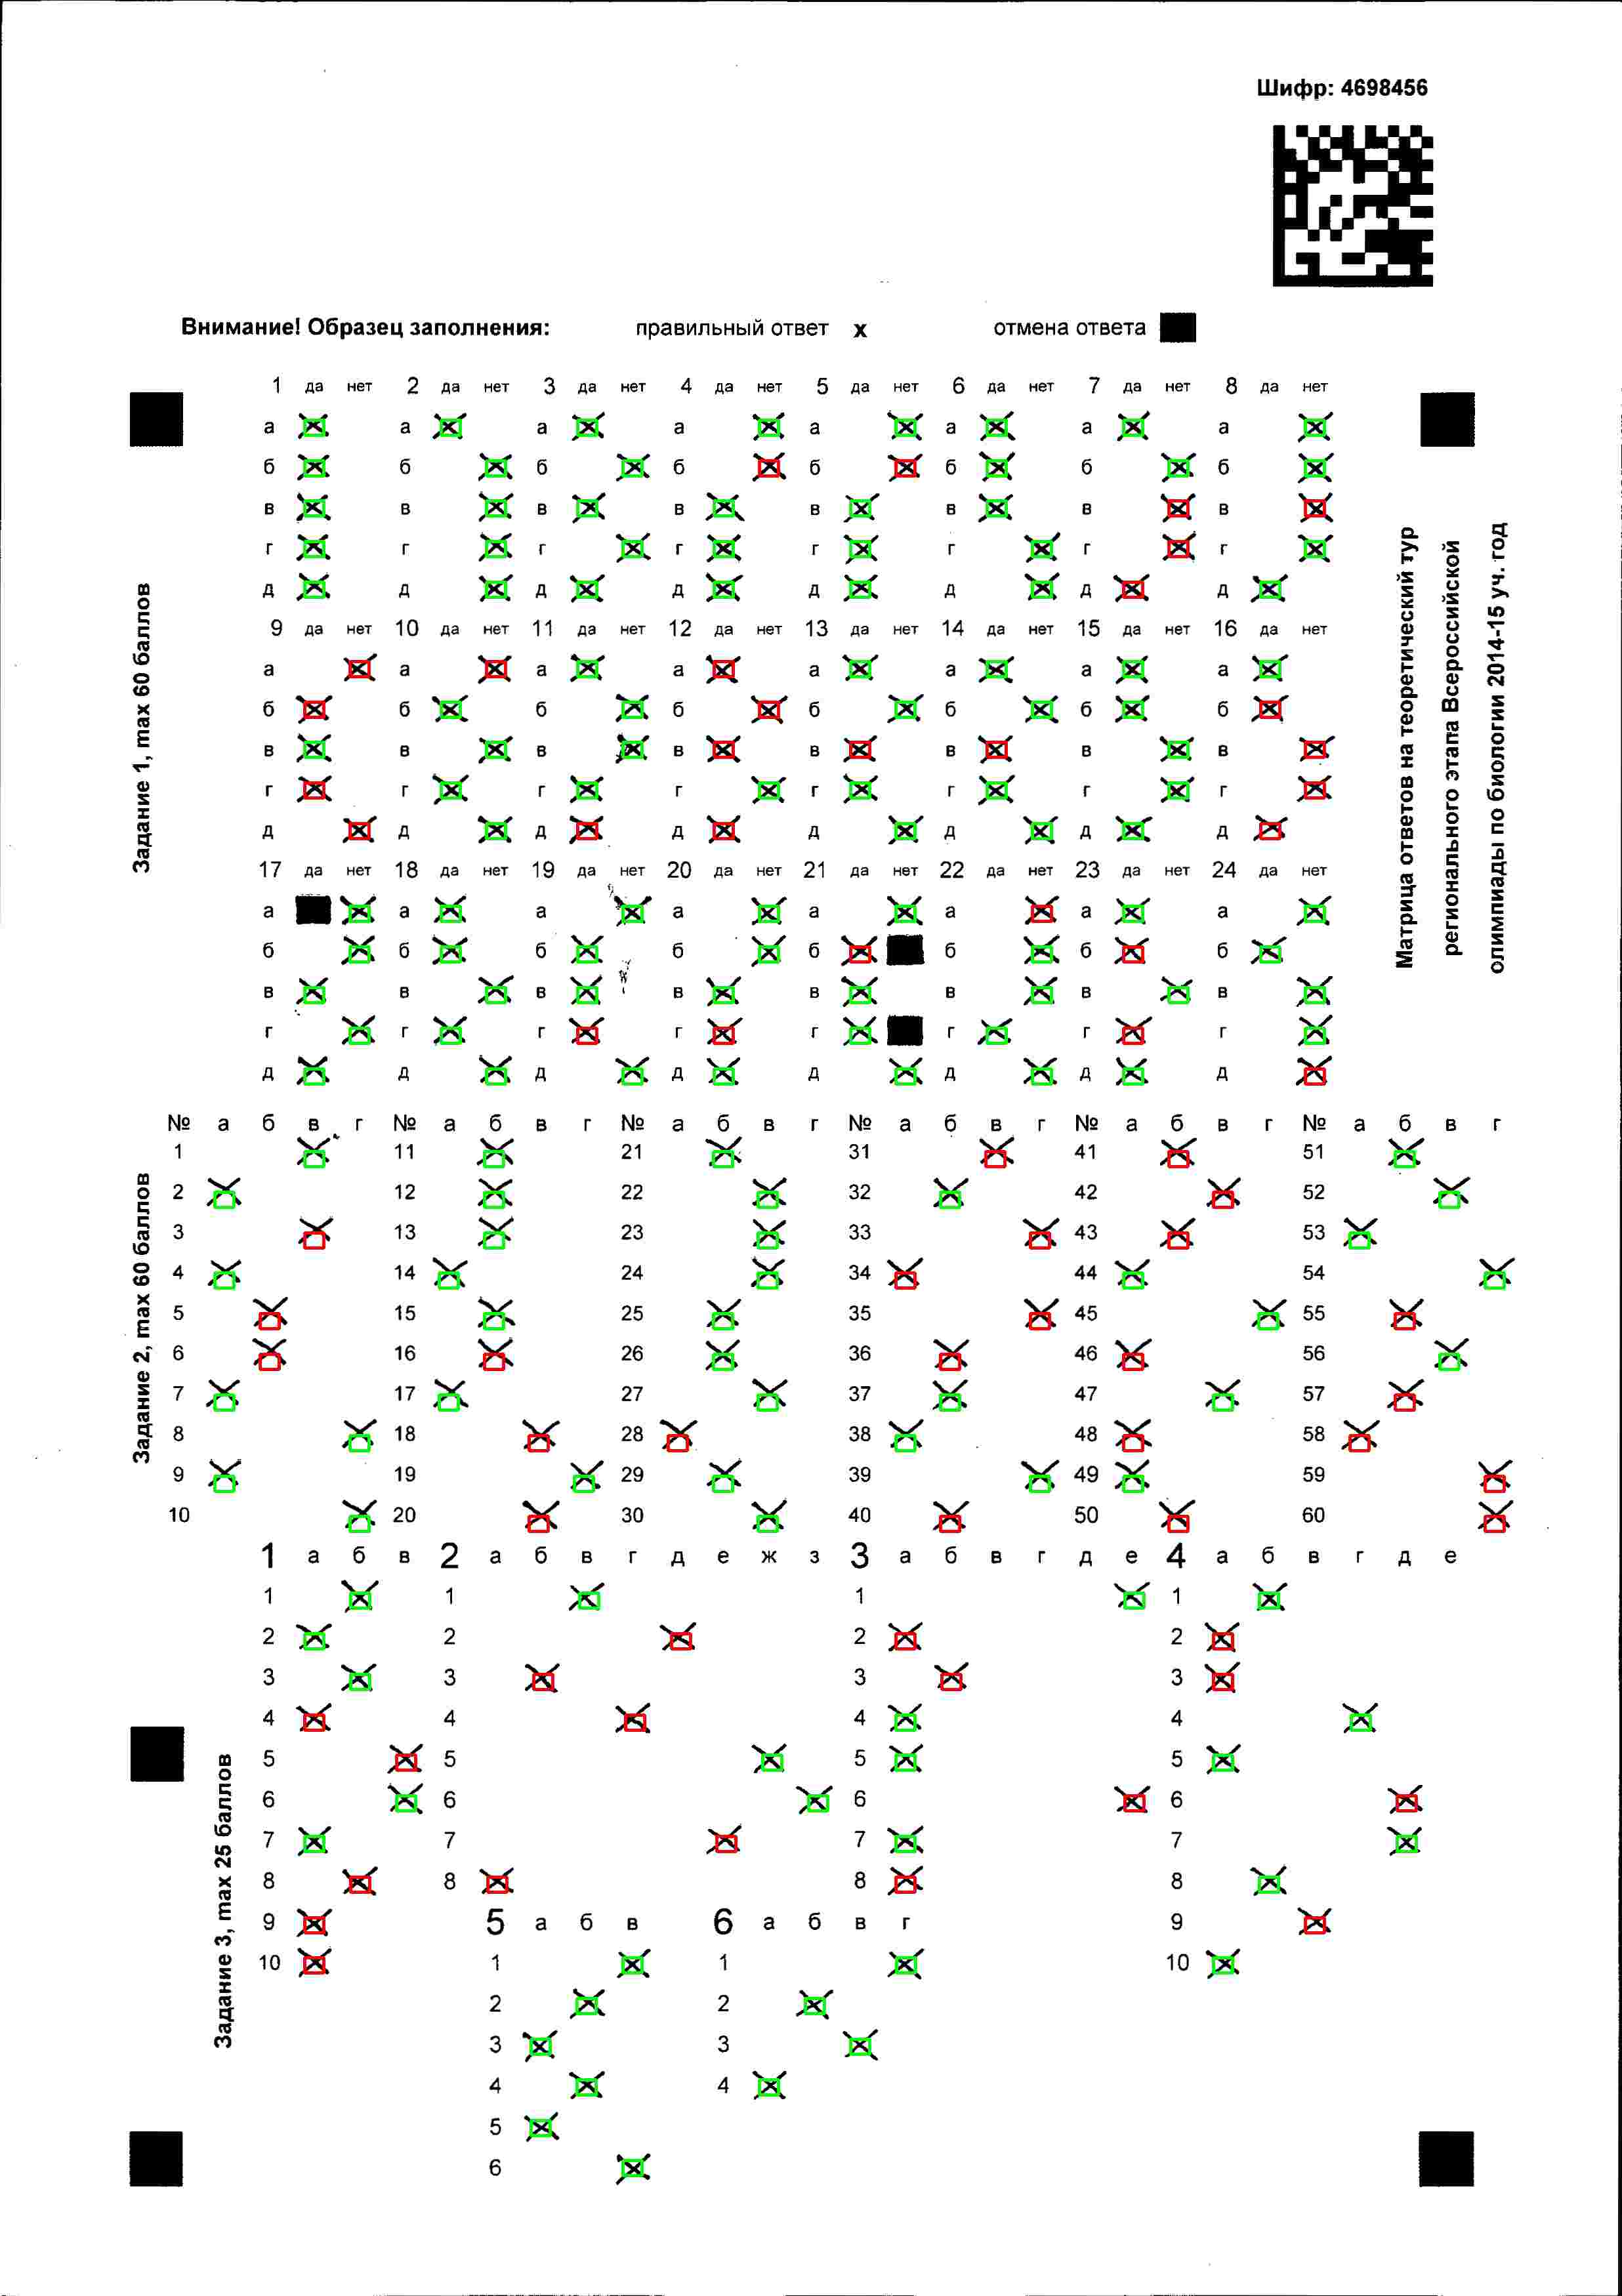 Шифр: 4698456
Внимание! Образец заполнения: правильный ответ x отмена ответа
Матрица ответов на теоретический тур
регионального этапа Всероссийской
олимпиады по биологии 2014-15 уч. год
Задание 1, max 60 баллов
1 да нет 2 да нет 3 да нет 4 да нет 5 да нет 6 да нет 7 да нет 8 да нет
а а а а а а а а
б б б б б б б б
в в в в в в в в
г г г г г г г г
д д д д д д д д
9 да нет 10 да нет 11 да нет 12 да нет 13 да нет 14 да нет 15 да нет 16 да нет
а а а а а а а а
б б б б б б б б
в в в в в в в в
г г г г г г г г
д д д д д д д д
17 да нет 18 да нет 19 да нет 20 да нет 21 да нет 22 да нет 23 да нет 24 да нет
а а а а а а а а
б б б б б б б б
в в в в в в в в
г г г г г г г г
д д д д д д д д
Задание 2, max 60 баллов
№ а б в г № а б в г № а б в г № а б в г № а б в г № а б в г
1 11 21 31 41 51
2 12 22 32 42 52
3 13 23 33 43 53
4 14 24 34 44 54
5 15 25 35 45 55
6 16 26 36 46 56
7 17 27 37 47 57
8 18 28 38 48 58
9 19 29 39 49 59
10 20 30 40 50 60
Задание 3, max 25 баллов
1 а б в 2 а б в г д е ж з 3 а б в г д е 4 а б в г д е
1 1 1 1
2 2 2 2
3 3 3 3
4 4 4 4
5 5 5 5
6 6 6 6
7 7 7 7
8 8 8 8
9 5 а б в 6 а б в г 9
10 1 1 10
2 2
3 3
4 4
5
6